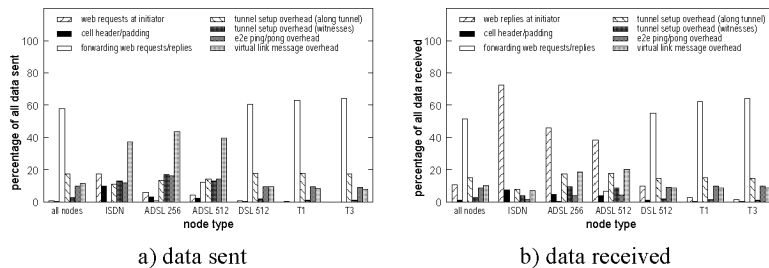 web requests at initiator
cell header/padding
forwarding web requests/replies
tunnel setup overhead (along tunnel)
tunnel setup overhead (witnesses)
e2e ping/pong overhead
virtual link message overhead
percentage of all data sent
100
80
60
40
20
0
all nodes ISDN ADSL 256 ADSL 512 DSL 512 T1 T3
node type
a) data sent
web replies at initiator
cell header/padding
forwarding web requests/replies
tunnel setup overhead (along tunnel)
tunnel setup overhead (witnesses)
e2e ping/pong overhead
virtual link message overhead
percentage of all data received
100
80
60
40
20
0
all nodes ISDN ADSL 256 ADSL 512 DSL 512 T1 T3
node type
b) data received